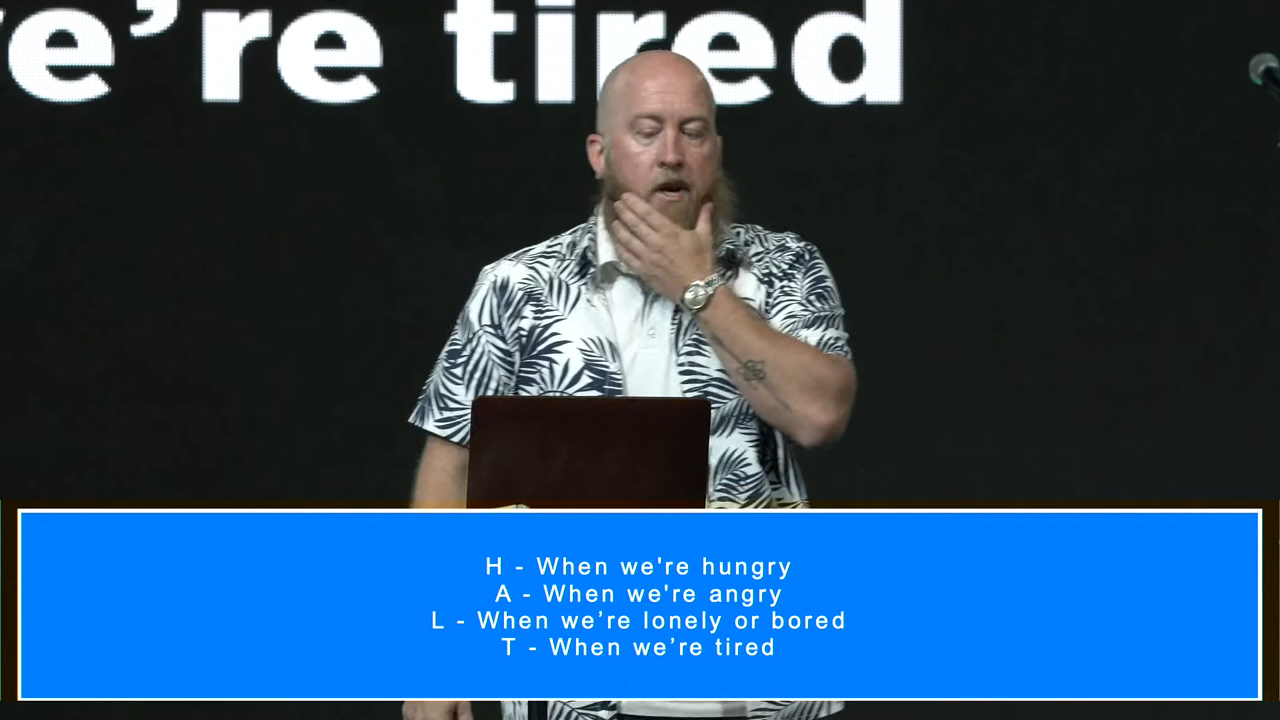 e’re tired
H - When we're hungry
A - When we're angry
L - When we’re lonely or bored
T - When we’re tired